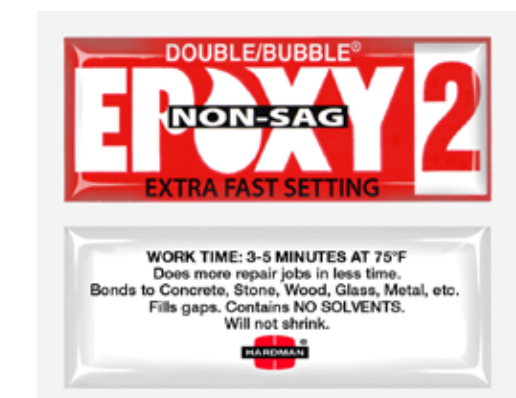 DOUBLE/BUBBLE®
EPOXY 2
NON-SAG
EXTRA FAST SETTING
WORK TIME: 3-5 MINUTES AT 75°F
Does more repair jobs in less time.
Bonds to Concrete, Stone, Wood, Glass, Metal, etc.
Fills gaps. Contains NO SOLVENTS.
Will not shrink.
HARDMAN®